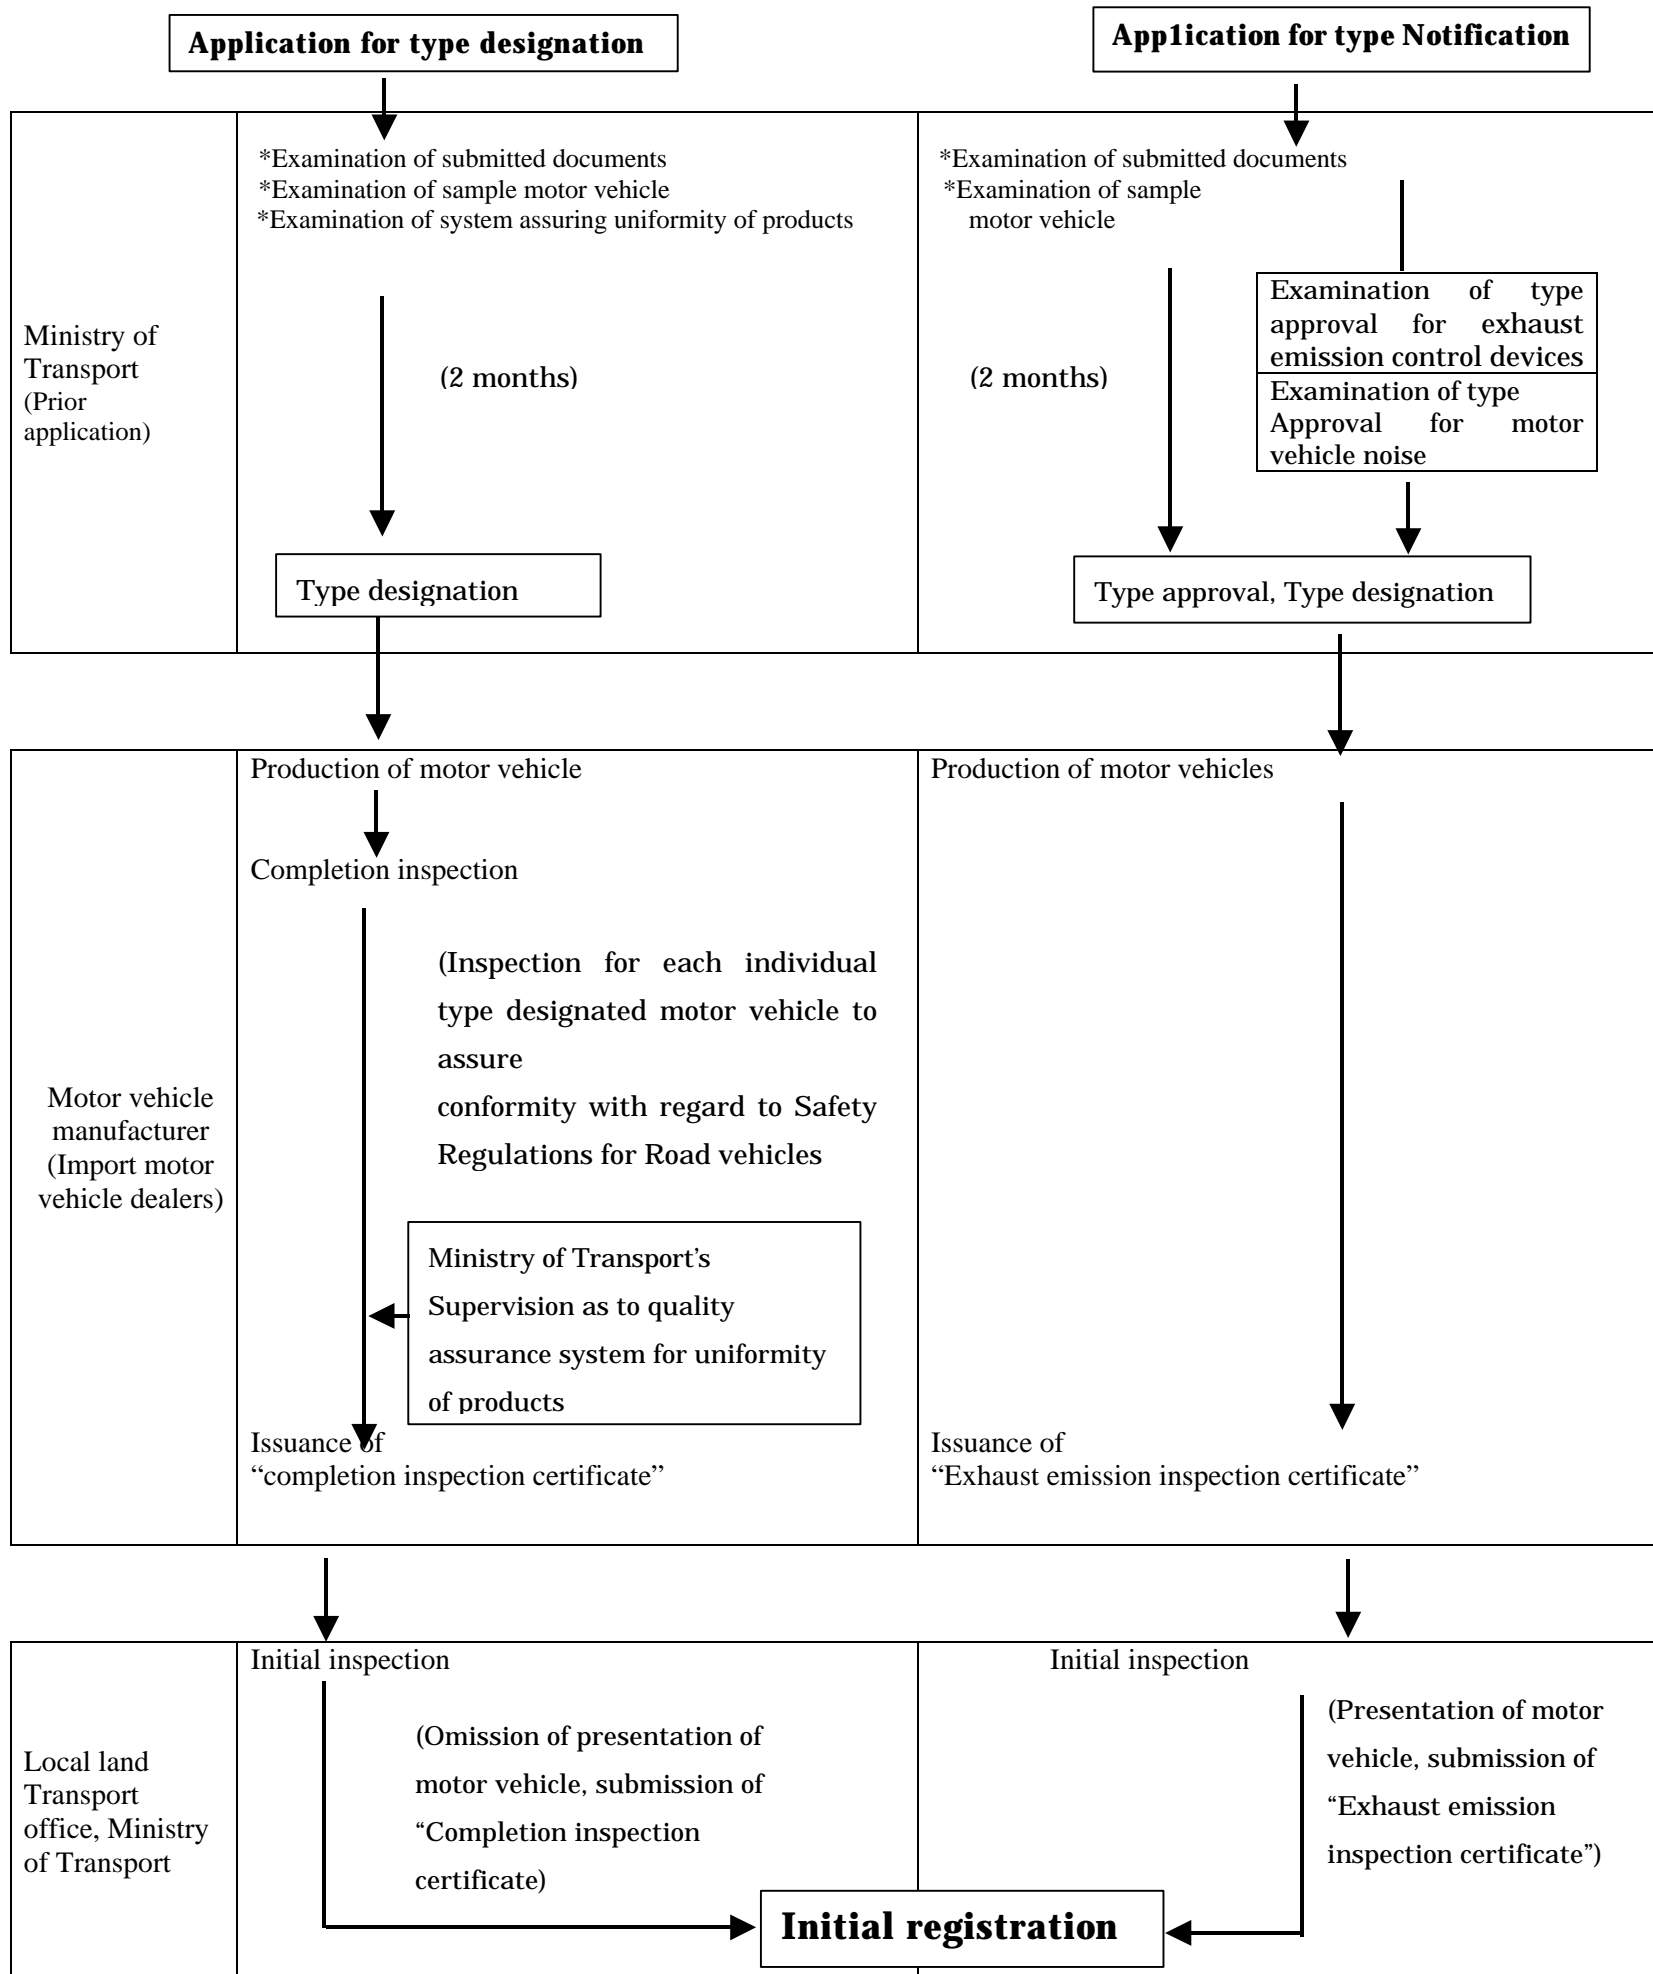 Application for type designation
App1ication for type Notification
Ministry of
Transport
(Prior
application)
*Examination of submitted documents
*Examination of sample motor vehicle
*Examination of system assuring uniformity of products
(2 months)
Type designation
*Examination of submitted documents
*Examination of sample
motor vehicle
(2 months)
Examination of type
approval for exhaust
emission control devices
Examination of type
Approval for motor
vehicle noise
Type approval, Type designation
Motor vehicle
manufacturer
(Import motor
vehicle dealers)
Production of motor vehicle
Completion inspection
(Inspection for each individual
type designated motor vehicle to
assure
conformity with regard to Safety
Regulations for Road vehicles
Ministry of Transport's
Supervision as to quality
assurance system for uniformity
of products
Issuance of
“completion inspection certificate”
Production of motor vehicles
Issuance of
“Exhaust emission inspection certificate”
Local land
Transport
office, Ministry
of Transport
Initial inspection
(Omission of presentation of
motor vehicle, submission of
“Completion inspection
certificate)
Initial inspection
(Presentation of motor
vehicle, submission of
“Exhaust emission
inspection certificate”)
Initial registration